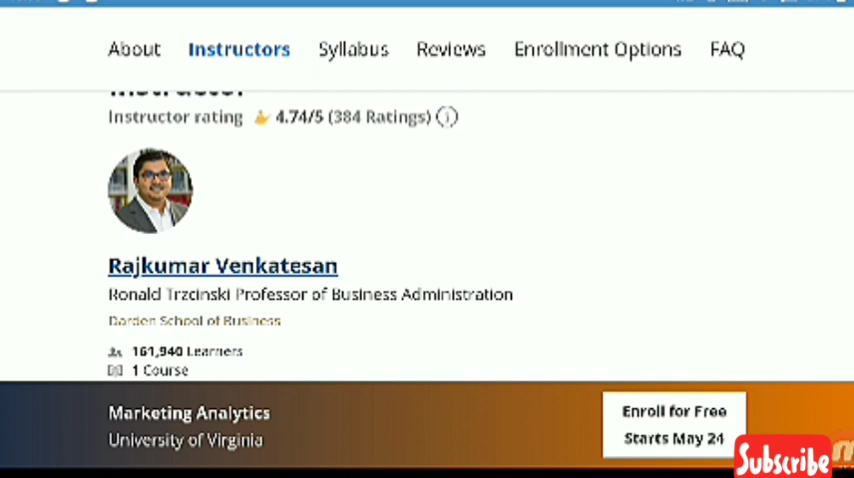 About Instructors Syllabus Reviews Enrollment Options FAQ
Instructor
Instructor rating 4.74/5 (384 Ratings)
Rajkumar Venkatesan
Ronald Trzcinski Professor of Business Administration
Darden School of Business
161,940 Learners
1 Course
Marketing Analytics
University of Virginia
Enroll for Free
Starts May 24
Subscribe